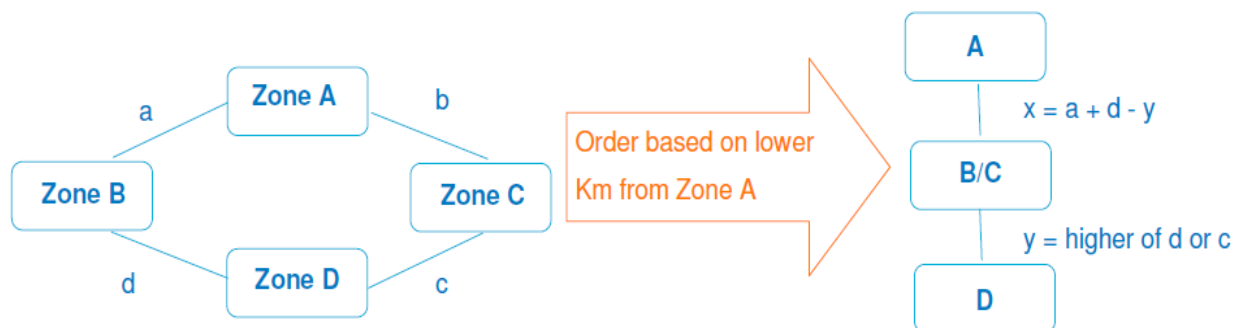 Zone A
a
b
Zone B
Zone C
d
Zone D
c
Order based on lower
Km from Zone A
A
x = a + d - y
B/C
y = higher of d or c
D